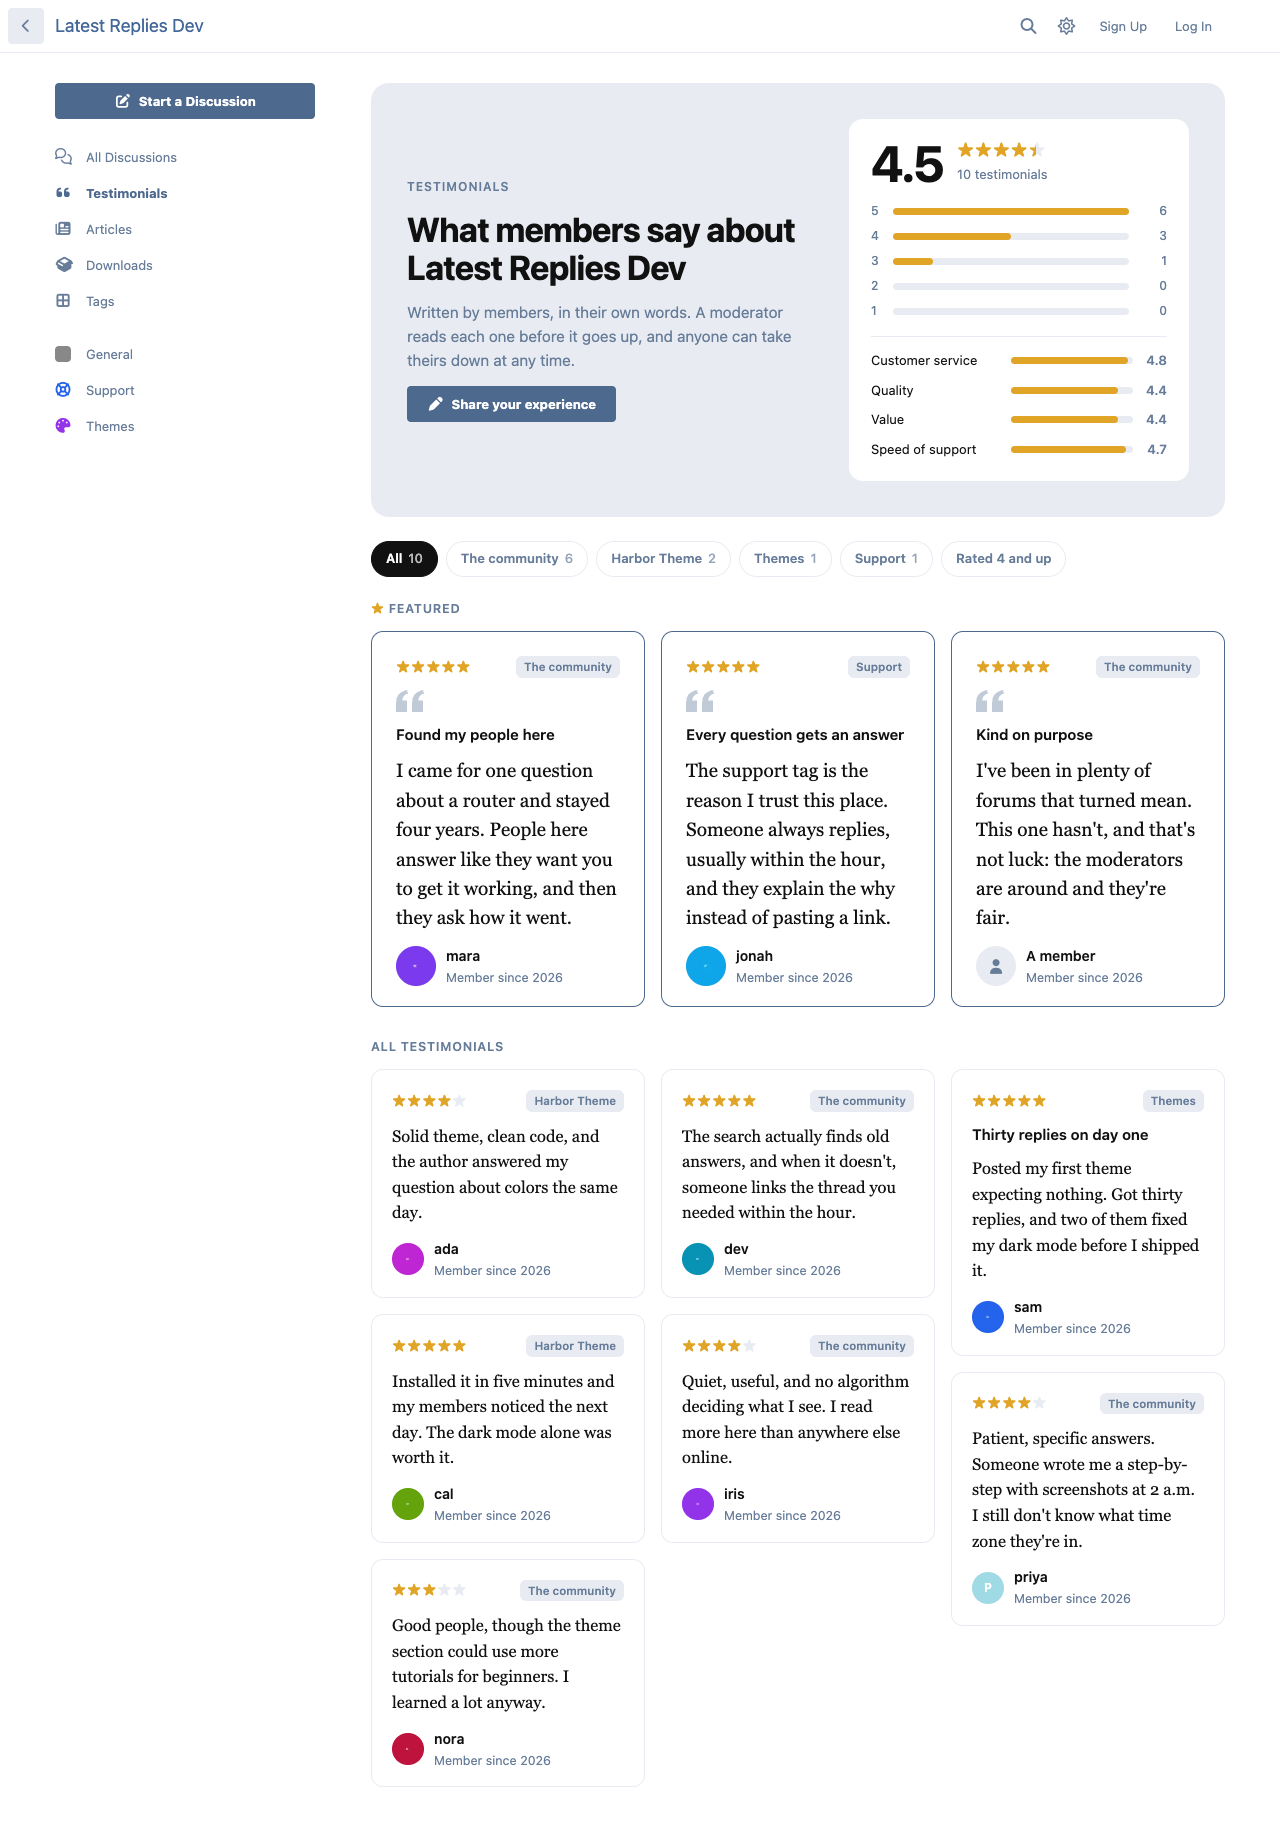 Latest Replies Dev
Sign Up
Log In
Start a Discussion
All Discussions
Testimonials
Articles
Downloads
Tags
General
Support
Themes
TESTIMONIALS
What members say about
Latest Replies Dev
Written by members, in their own words. A moderator
reads each one before it goes up, and anyone can take
theirs down at any time.
Share your experience
4.5
10 testimonials
5 6
4 3
3 1
2 0
1 0
Customer service 4.8
Quality 4.4
Value 4.4
Speed of support 4.7
All 10
The community 6
Harbor Theme 2
Themes 1
Support 1
Rated 4 and up
FEATURED
The community
Found my people here
I came for one question
about a router and stayed
four years. People here
answer like they want you
to get it working, and then
they ask how it went.
mara
Member since 2026
Support
Every question gets an answer
The support tag is the
reason I trust this place.
Someone always replies,
usually within the hour,
and they explain the why
instead of pasting a link.
jonah
Member since 2026
The community
Kind on purpose
I've been in plenty of
forums that turned mean.
This one hasn't, and that's
not luck: the moderators
are around and they're
fair.
A member
Member since 2026
ALL TESTIMONIALS
Harbor Theme
Solid theme, clean code, and
the author answered my
question about colors the same
day.
ada
Member since 2026
The community
The search actually finds old
answers, and when it doesn't,
someone links the thread you
needed within the hour.
dev
Member since 2026
Themes
Thirty replies on day one
Posted my first theme
expecting nothing. Got thirty
replies, and two of them fixed
my dark mode before I shipped
it.
sam
Member since 2026
Harbor Theme
Installed it in five minutes and
my members noticed the next
day. The dark mode alone was
worth it.
cal
Member since 2026
The community
Quiet, useful, and no algorithm
deciding what I see. I read
more here than anywhere else
online.
iris
Member since 2026
The community
Patient, specific answers.
Someone wrote me a step-by-
step with screenshots at 2 a.m.
I still don't know what time
zone they're in.
P
priya
Member since 2026
The community
Good people, though the theme
section could use more
tutorials for beginners. I
learned a lot anyway.
nora
Member since 2026